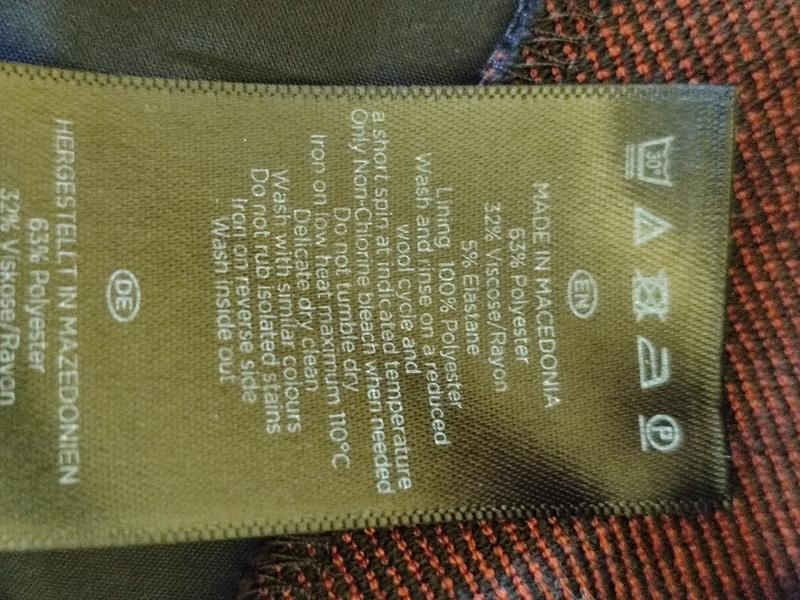 30°
P
EN
MADE IN MACEDONIA
63% Polyester
32% Viscose/Rayon
5% Elastane
Lining 100% Polyester
Wash and rinse on a reduced
wool cycle and
a short spin at indicated temperature
Only Non-Chlorine bleach when needed
Do not tumble dry
Iron on low heat maximum 110°C
Delicate dry clean
Wash with similar colours
Do not rub isolated stains
Iron on reverse side
Wash inside out
DE
HERGESTELLT IN MAZEDONIEN
63% Polyester
32% Viskose/Rayon